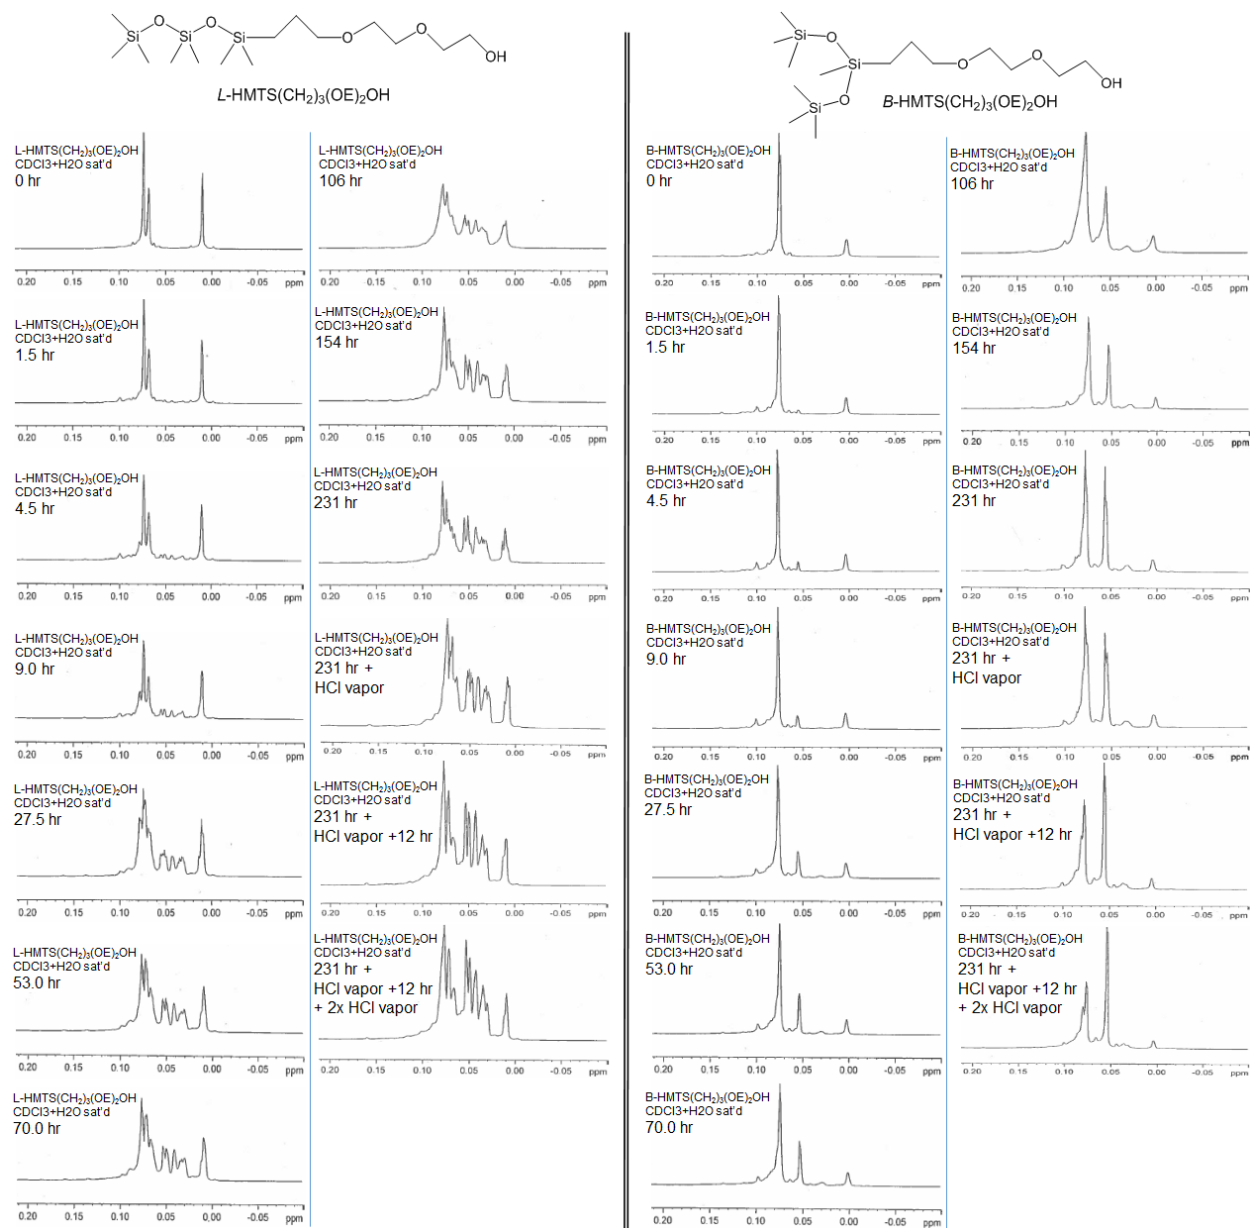 Si O Si O Si O O OH
L-HMTS(CH2)3(OE)2OH
L-HMTS(CH2)3(OE)2OH
CDCl3+H2O sat'd
0 hr
0.20 0.15 0.10 0.05 0.00 -0.05 ppm
L-HMTS(CH2)3(OE)2OH
CDCl3+H2O sat'd
1.5 hr
0.20 0.15 0.10 0.05 0.00 -0.05 ppm
L-HMTS(CH2)3(OE)2OH
CDCl3+H2O sat'd
4.5 hr
0.20 0.15 0.10 0.05 0.00 -0.05 ppm
L-HMTS(CH2)3(OE)2OH
CDCl3+H2O sat'd
9.0 hr
0.20 0.15 0.10 0.05 0.00 -0.05 ppm
L-HMTS(CH2)3(OE)2OH
CDCl3+H2O sat'd
27.5 hr
0.20 0.15 0.10 0.05 0.00 -0.05 ppm
L-HMTS(CH2)3(OE)2OH
CDCl3+H2O sat'd
53.0 hr
0.20 0.15 0.10 0.05 0.00 -0.05 ppm
L-HMTS(CH2)3(OE)2OH
CDCl3+H2O sat'd
70.0 hr
0.20 0.15 0.10 0.05 0.00 -0.05 ppm
L-HMTS(CH2)3(OE)2OH
CDCl3+H2O sat'd
106 hr
0.20 0.15 0.10 0.05 0.00 -0.05 ppm
L-HMTS(CH2)3(OE)2OH
CDCl3+H2O sat'd
154 hr
0.20 0.15 0.10 0.05 0.00 -0.05 ppm
L-HMTS(CH2)3(OE)2OH
CDCl3+H2O sat'd
231 hr
0.20 0.15 0.10 0.05 0.00 -0.05 ppm
L-HMTS(CH2)3(OE)2OH
CDCl3+H2O sat'd
231 hr +
HCl vapor
0.20 0.15 0.10 0.05 0.00 -0.05 ppm
L-HMTS(CH2)3(OE)2OH
CDCl3+H2O sat'd
231 hr +
HCl vapor +12 hr
0.20 0.15 0.10 0.05 0.00 -0.05 ppm
L-HMTS(CH2)3(OE)2OH
CDCl3+H2O sat'd
231 hr +
HCl vapor +12 hr
+ 2x HCl vapor
0.20 0.15 0.10 0.05 0.00 -0.05 ppm
Si O
Si O O OH
Si O
B-HMTS(CH2)3(OE)2OH
B-HMTS(CH2)3(OE)2OH
CDCl3+H2O sat'd
0 hr
0.20 0.15 0.10 0.05 0.00 -0.05 ppm
B-HMTS(CH2)3(OE)2OH
CDCl3+H2O sat'd
1.5 hr
0.20 0.15 0.10 0.05 0.00 -0.05 ppm
B-HMTS(CH2)3(OE)2OH
CDCl3+H2O sat'd
4.5 hr
0.20 0.15 0.10 0.05 0.00 -0.05 ppm
B-HMTS(CH2)3(OE)2OH
CDCl3+H2O sat'd
9.0 hr
0.20 0.15 0.10 0.05 0.00 -0.05 ppm
B-HMTS(CH2)3(OE)2OH
CDCl3+H2O sat'd
27.5 hr
0.20 0.15 0.10 0.05 0.00 -0.05 ppm
B-HMTS(CH2)3(OE)2OH
CDCl3+H2O sat'd
53.0 hr
0.20 0.15 0.10 0.05 0.00 -0.05 ppm
B-HMTS(CH2)3(OE)2OH
CDCl3+H2O sat'd
70.0 hr
0.20 0.15 0.10 0.05 0.00 -0.05 ppm
B-HMTS(CH2)3(OE)2OH
CDCl3+H2O sat'd
106 hr
0.20 0.15 0.10 0.05 0.00 -0.05 ppm
B-HMTS(CH2)3(OE)2OH
CDCl3+H2O sat'd
154 hr
0.20 0.15 0.10 0.05 0.00 -0.05 ppm
B-HMTS(CH2)3(OE)2OH
CDCl3+H2O sat'd
231 hr
0.20 0.15 0.10 0.05 0.00 -0.05 ppm
B-HMTS(CH2)3(OE)2OH
CDCl3+H2O sat'd
231 hr +
HCl vapor
0.20 0.15 0.10 0.05 0.00 -0.05 ppm
B-HMTS(CH2)3(OE)2OH
CDCl3+H2O sat'd
231 hr +
HCl vapor +12 hr
0.20 0.15 0.10 0.05 0.00 -0.05 ppm
B-HMTS(CH2)3(OE)2OH
CDCl3+H2O sat'd
231 hr +
HCl vapor +12 hr
+ 2x HCl vapor
0.20 0.15 0.10 0.05 0.00 -0.05 ppm